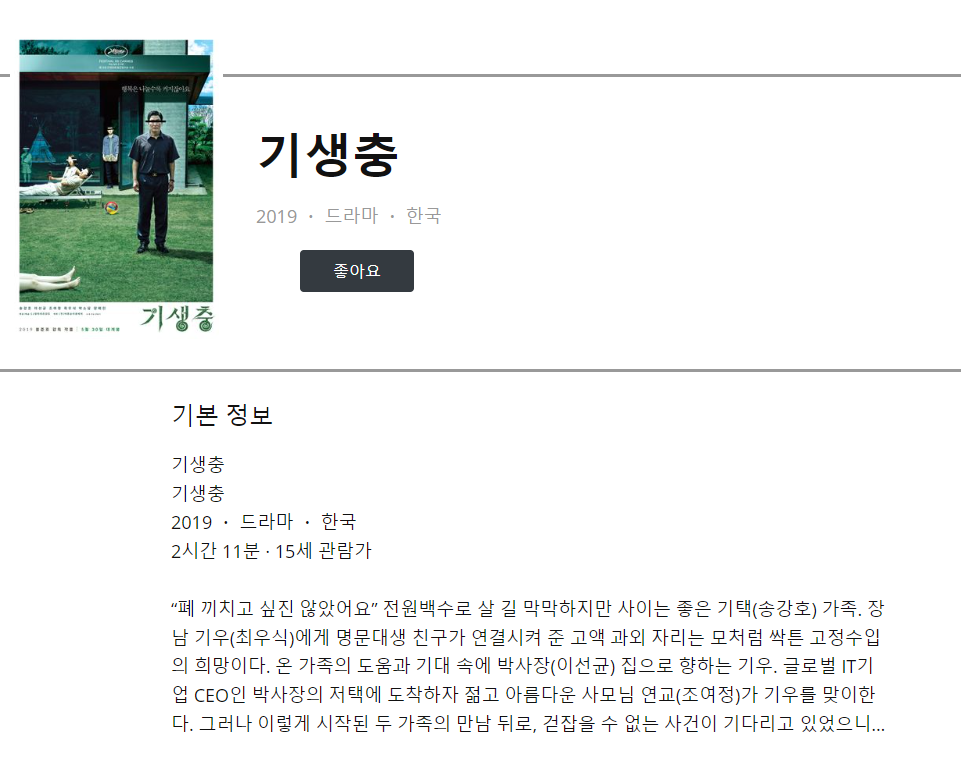 행복은 나눌수록 커지잖아요
기생충
2019 · 드라마 · 한국
좋아요
기생충
기본 정보
기생충
기생충
2019 · 드라마 · 한국
2시간 11분 · 15세 관람가
“폐 끼치고 싶진 않았어요” 전원백수로 살 길 막막하지만 사이는 좋은 기택(송강호) 가족. 장
남 기우(최우식)에게 명문대생 친구가 연결시켜 준 고액 과외 자리는 모처럼 싹튼 고정수입
의 희망이다. 온 가족의 도움과 기대 속에 박사장(이선균) 집으로 향하는 기우. 글로벌 IT기
업 CEO인 박사장의 저택에 도착하자 젊고 아름다운 사모님 연교(조여정)가 기우를 맞이한
다. 그러나 이렇게 시작된 두 가족의 만남 뒤로, 걷잡을 수 없는 사건이 기다리고 있었으니...